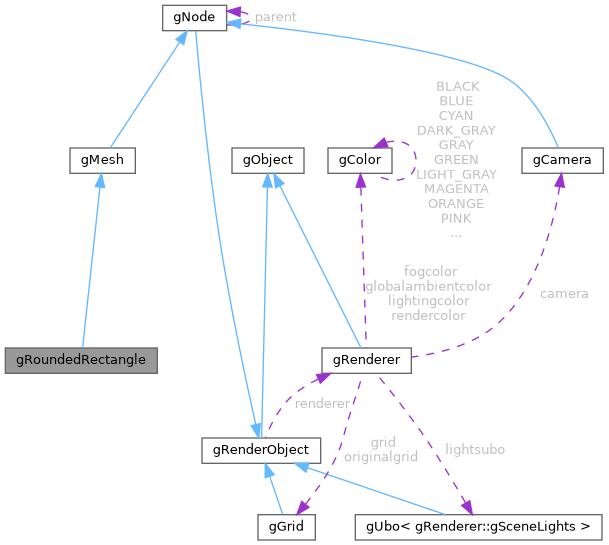 gNode
parent
BLACK
BLUE
CYAN
DARK_GRAY
GRAY
GREEN
LIGHT_GRAY
MAGENTA
ORANGE
PINK
...
gMesh
gObject
gColor
gCamera
fogcolor
globalambientcolor
lightingcolor
rendercolor
camera
gRoundedRectangle
gRenderer
renderer
grid
originalgrid
lightsubo
gRenderObject
gGrid
gUbo< gRenderer::gSceneLights >